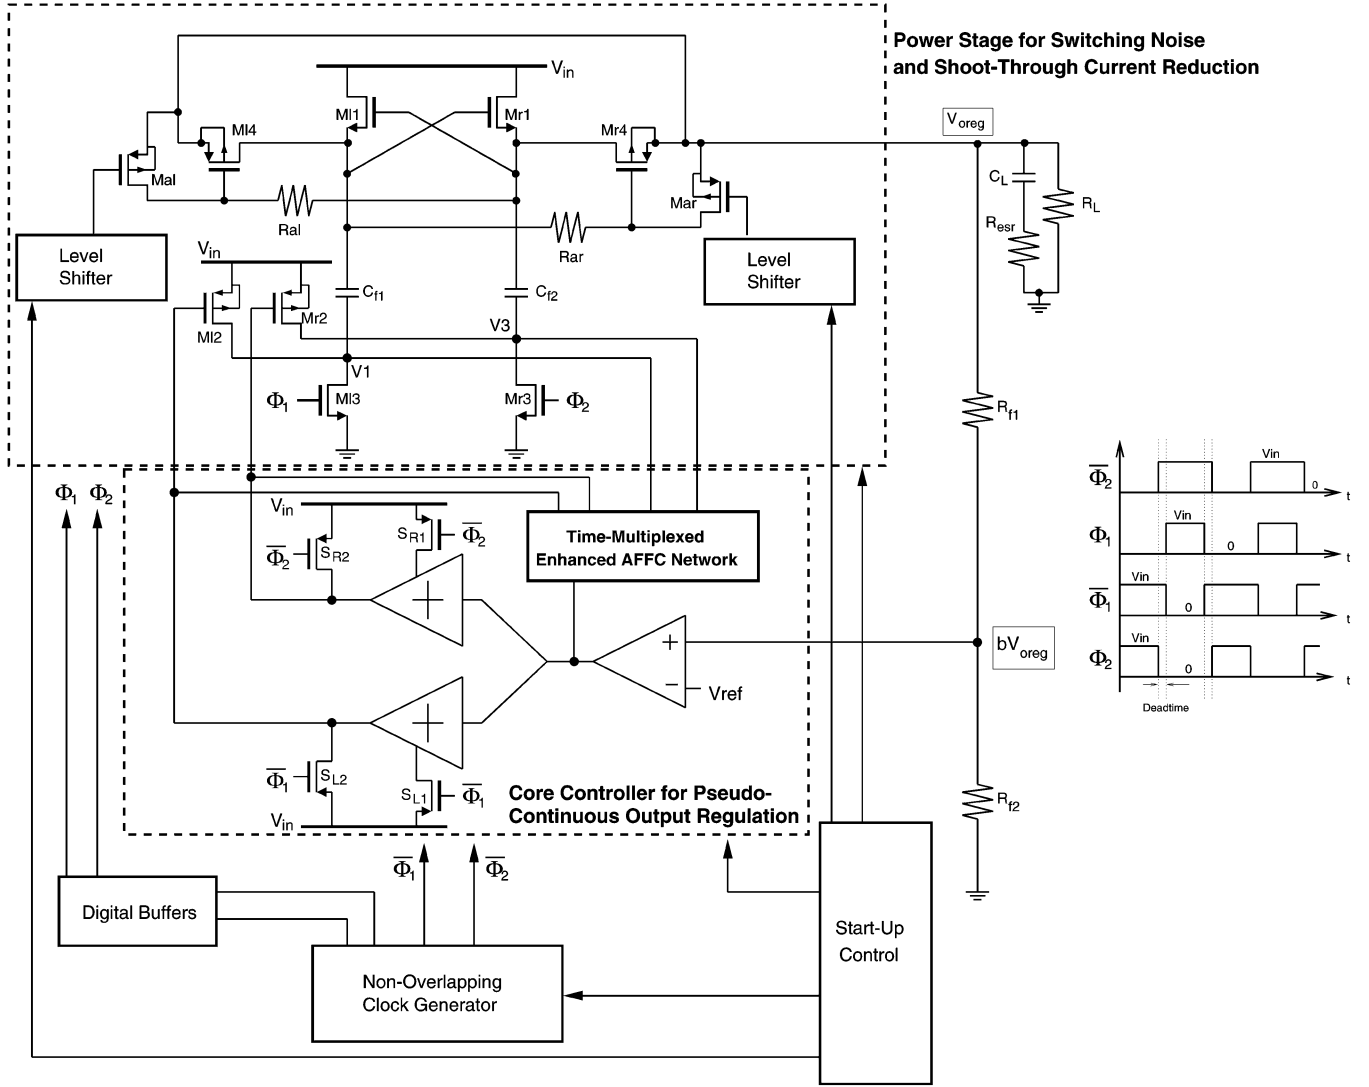 Power Stage for Switching Noise
and Shoot-Through Current Reduction
Vin
Ml1
Mr1
Ml4
Mr4
Voreg
Mal
Mar
CL
RL
Resr
Ral
Rar
Level
Shifter
Level
Shifter
Vin
Cf1
Cf2
Ml2
Mr2
V3
V1
Φ1
Ml3
Mr3
Φ2
Rf1
Φ1 Φ2
Vin
Φ̅2
SR2
SR1
Φ̅2
Time-Multiplexed
Enhanced AFFC Network
+
+
−
Vref
bVoreg
+
Φ̅1
SL2
SL1
Φ̅1
Vin
Core Controller for Pseudo-
Continuous Output Regulation
Rf2
Φ̅2
Vin
0
t
Φ1
Vin
0
t
Φ̅1
Vin
0
t
Φ2
Vin
0
t
Deadtime
Φ̅1
Φ̅2
Digital Buffers
Non-Overlapping
Clock Generator
Start-Up
Control